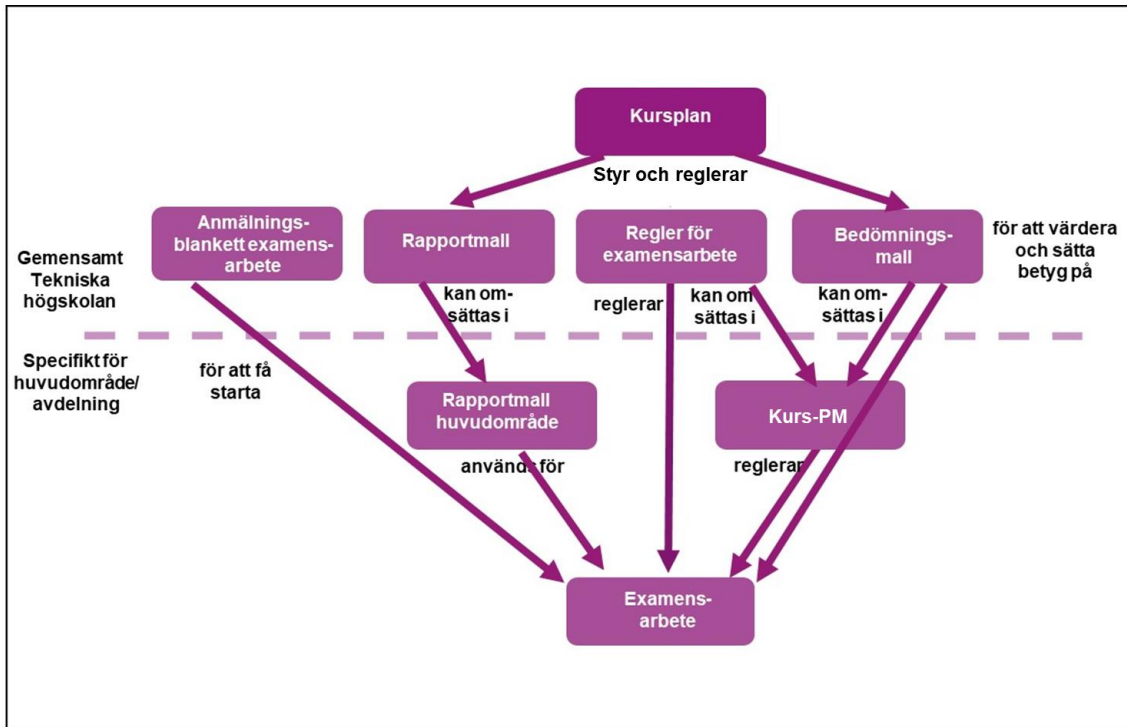 Kursplan
Styr och reglerar
Anmälnings-
blankett examens-
arbete
Rapportmall
Regler för
examensarbete
Bedömnings-
mall
för att värdera
och sätta
betyg på
Gemensamt
Tekniska
högskolan
kan om-
sättas i
reglerar
kan om
sättas i
kan om-
sättas i
Specifikt för
huvudområde/
avdelning
för att få
starta
Rapportmall
huvudområde
Kurs-PM
används för
reglerar
Examens-
arbete